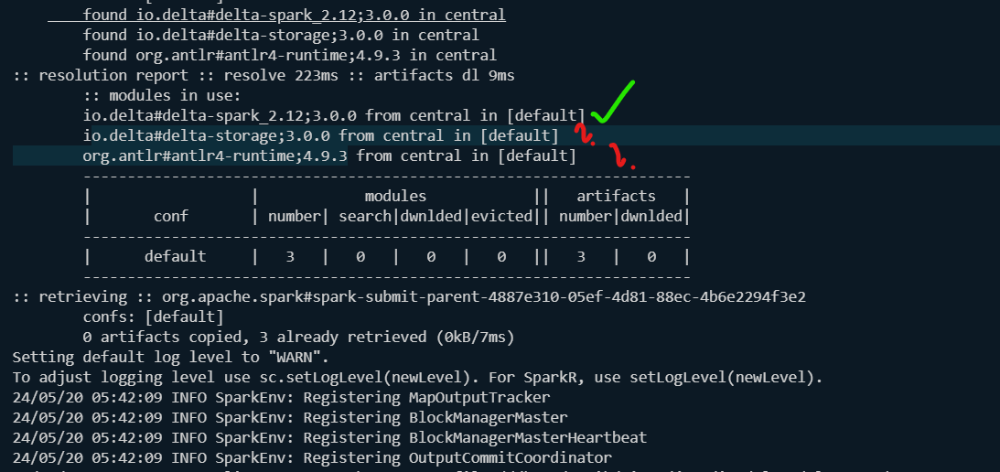 found io.delta#delta-spark_2.12;3.0.0 in central
found io.delta#delta-storage;3.0.0 in central
found org.antlr#antlr4-runtime;4.9.3 in central
:: resolution report :: resolve 223ms :: artifacts dl 9ms
:: modules in use:
io.delta#delta-spark_2.12;3.0.0 from central in [default]
io.delta#delta-storage;3.0.0 from central in [default]
org.antlr#antlr4-runtime;4.9.3 from central in [default]
---------------------------------------------------------------------
|                  |            modules            ||   artifacts   |
|       conf       | number| search|dwnlded|evicted|| number|dwnlded|
---------------------------------------------------------------------
|      default     |   3   |   0   |   0   |   0   ||   3   |   0   |
---------------------------------------------------------------------
:: retrieving :: org.apache.spark#spark-submit-parent-4887e310-05ef-4d81-88ec-4b6e2294f3e2
confs: [default]
0 artifacts copied, 3 already retrieved (0kB/7ms)
Setting default log level to "WARN".
To adjust logging level use sc.setLogLevel(newLevel). For SparkR, use setLogLevel(newLevel).
24/05/20 05:42:09 INFO SparkEnv: Registering MapOutputTracker
24/05/20 05:42:09 INFO SparkEnv: Registering BlockManagerMaster
24/05/20 05:42:09 INFO SparkEnv: Registering BlockManagerMasterHeartbeat
24/05/20 05:42:09 INFO SparkEnv: Registering OutputCommitCoordinator